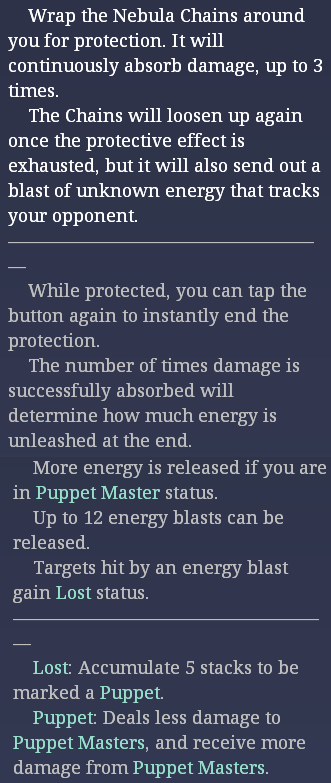 Wrap the Nebula Chains around
you for protection. It will
continuously absorb damage, up to 3
times.
The Chains will loosen up again
once the protective effect is
exhausted, but it will also send out a
blast of unknown energy that tracks
your opponent.
While protected, you can tap the
button again to instantly end the
protection.
The number of times damage is
successfully absorbed will
determine how much energy is
unleashed at the end.
More energy is released if you are
in Puppet Master status.
Up to 12 energy blasts can be
released.
Targets hit by an energy blast
gain Lost status.
Lost: Accumulate 5 stacks to be
marked a Puppet.
Puppet: Deals less damage to
Puppet Masters, and receive more
damage from Puppet Masters.